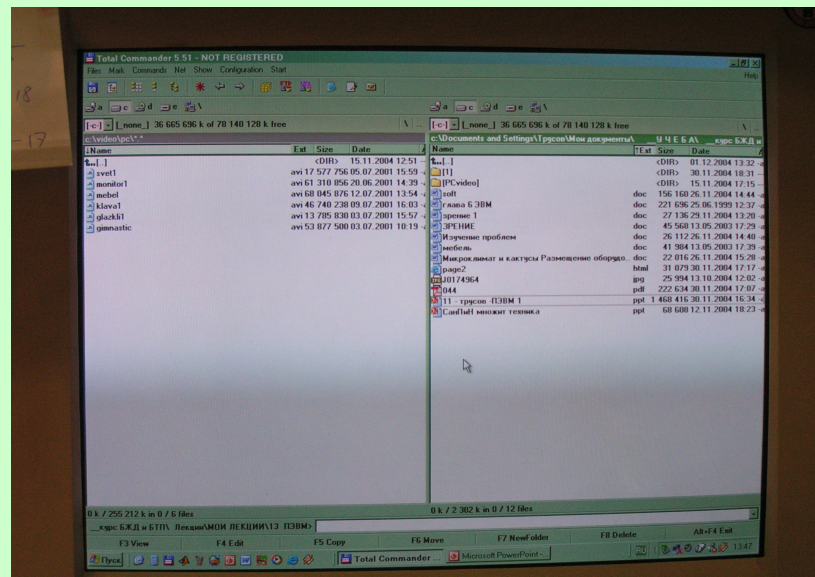 18
-17
Total Commander 5.51 - NOT REGISTERED
Files Mark Commands Net Show Configuration Start Help
a c d e \
a c d e \
[-c-] [_none_] 36 665 696 k of 78 140 128 k free \ ..
[-c-] [_none_] 36 665 696 k of 78 140 128 k free \ ..
c:\video\pc\*.*
c:\Documents and Settings\Трусов\Мои документы\ __У Ч Е Б А\ __курс БЖД и
↓Name Ext Size Date
[..] <DIR> 15.11.2004 12:51
svet1 avi 17 577 756 05.07.2001 15:59
monitor1 avi 61 310 856 20.06.2001 14:39
mebel avi 68 045 876 12.07.2001 13:54
klava1 avi 46 740 238 09.07.2001 16:03
glazkli1 avi 13 785 830 03.07.2001 15:57
gimnastic avi 53 877 500 03.07.2001 10:19
Name ↑Ext Size Date
[..] <DIR> 01.12.2004 13:32
[1] <DIR> 30.11.2004 18:31
[PCvideo] <DIR> 15.11.2004 17:15
soft doc 156 160 26.11.2004 14:44
глава 6 ЭВМ doc 221 696 25.06.1999 12:37
зрение 1 doc 27 136 29.11.2004 13:20
ЗРЕНИЕ doc 45 568 13.05.2003 17:29
Изучение проблем doc 26 112 26.11.2004 14:40
мебель doc 41 984 13.05.2003 17:39
Микроклимат и кактусы Размещение оборудо.. doc 22 016 26.11.2004 15:28
page2 html 31 079 30.11.2004 17:17
J0174964 jpg 25 994 13.10.2004 12:02
044 pdf 222 634 30.11.2004 17:07
11 - трусов -ПЭВМ 1 ppt 1 468 416 30.11.2004 16:34
СанПиН множит техника ppt 68 608 12.11.2004 18:23
0 k / 255 212 k in 0 / 6 files
0 k / 2 302 k in 0 / 12 files
__курс БЖД и БТП\_Лекции\МОИ ЛЕКЦИИ\13_ПЭВМ>
F3 View F4 Edit F5 Copy F6 Move F7 NewFolder F8 Delete Alt+F4 Exit
Пуск Total Commander ... Microsoft PowerPoint -... 13:47